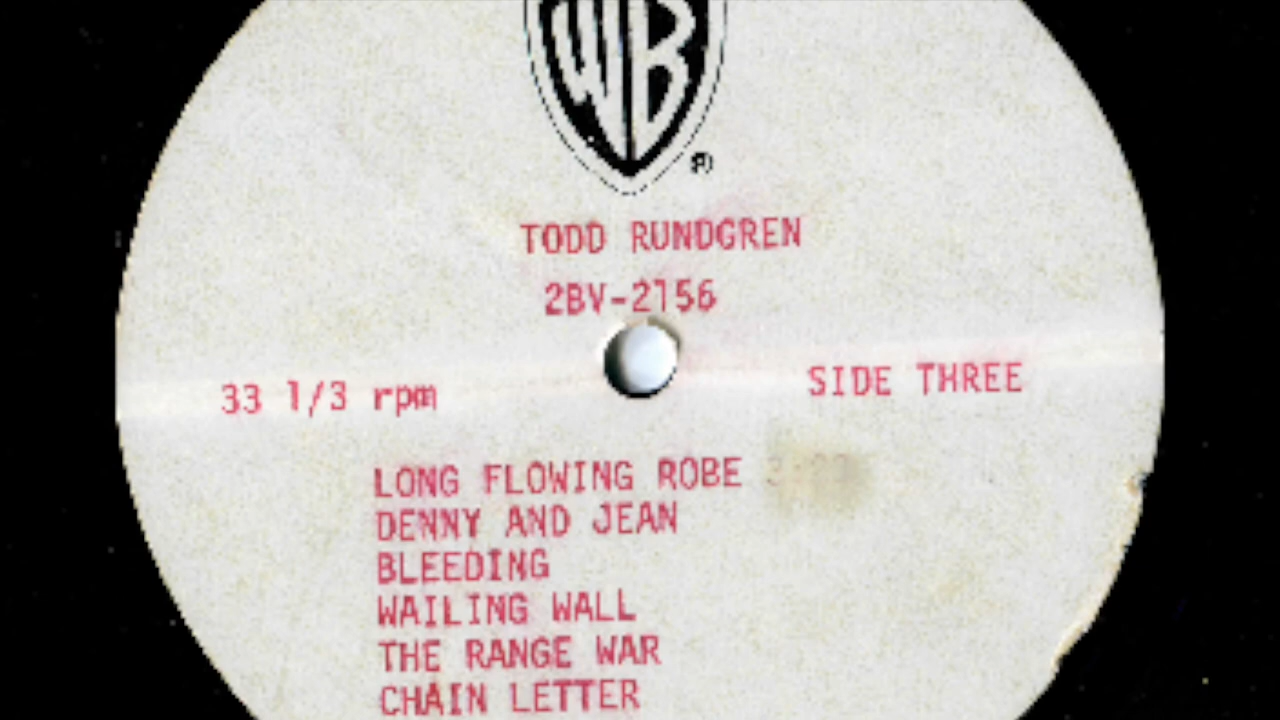 WB
®
TODD RUNDGREN
2BV-2156
33 1/3 rpm
SIDE THREE
LONG FLOWING ROBE
DENNY AND JEAN
BLEEDING
WAILING WALL
THE RANGE WAR
CHAIN LETTER